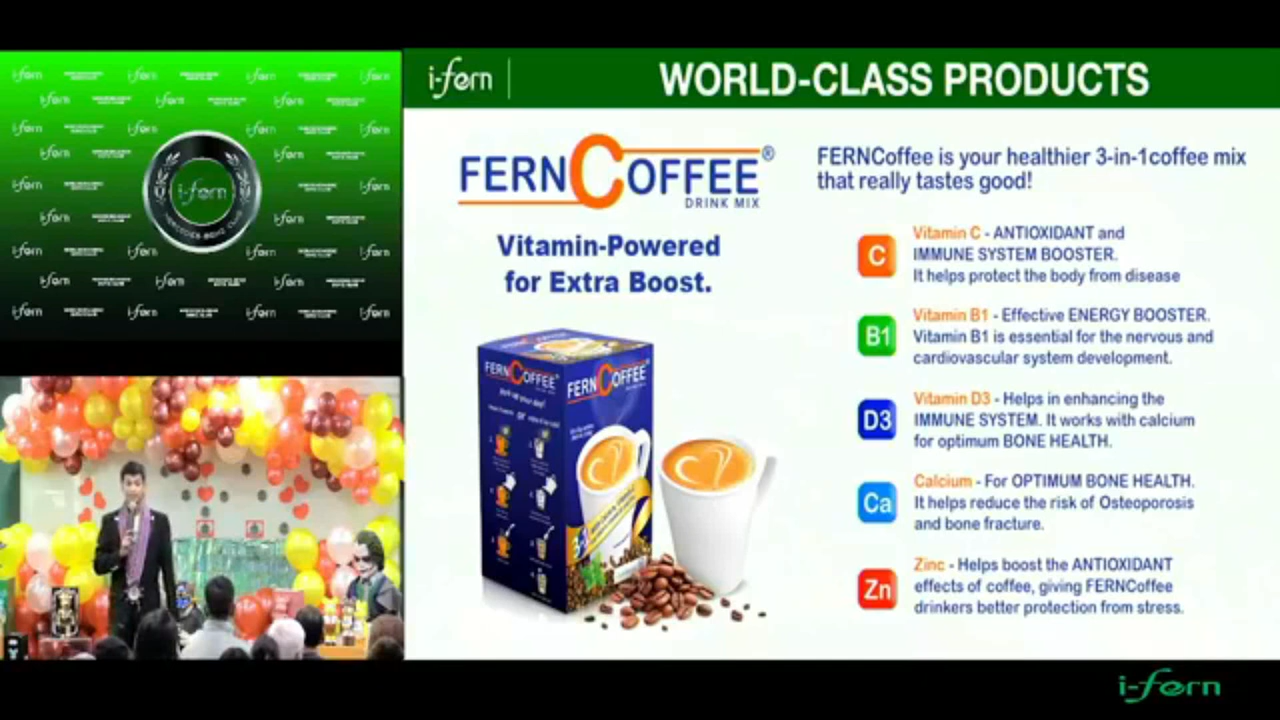 i-fern
WORLD-CLASS PRODUCTS
FERNCOFFEE®
DRINK MIX
Vitamin-Powered
for Extra Boost.
FERNCoffee is your healthier 3-in-1coffee mix
that really tastes good!
C
Vitamin C - ANTIOXIDANT and
IMMUNE SYSTEM BOOSTER.
It helps protect the body from disease
B1
Vitamin B1 - Effective ENERGY BOOSTER.
Vitamin B1 is essential for the nervous and
cardiovascular system development.
D3
Vitamin D3 - Helps in enhancing the
IMMUNE SYSTEM. It works with calcium
for optimum BONE HEALTH.
Ca
Calcium - For OPTIMUM BONE HEALTH.
It helps reduce the risk of Osteoporosis
and bone fracture.
Zn
Zinc - Helps boost the ANTIOXIDANT
effects of coffee, giving FERNCoffee
drinkers better protection from stress.
FERNCOFFEE
FERNCOFFEE
i-fern
i-fern